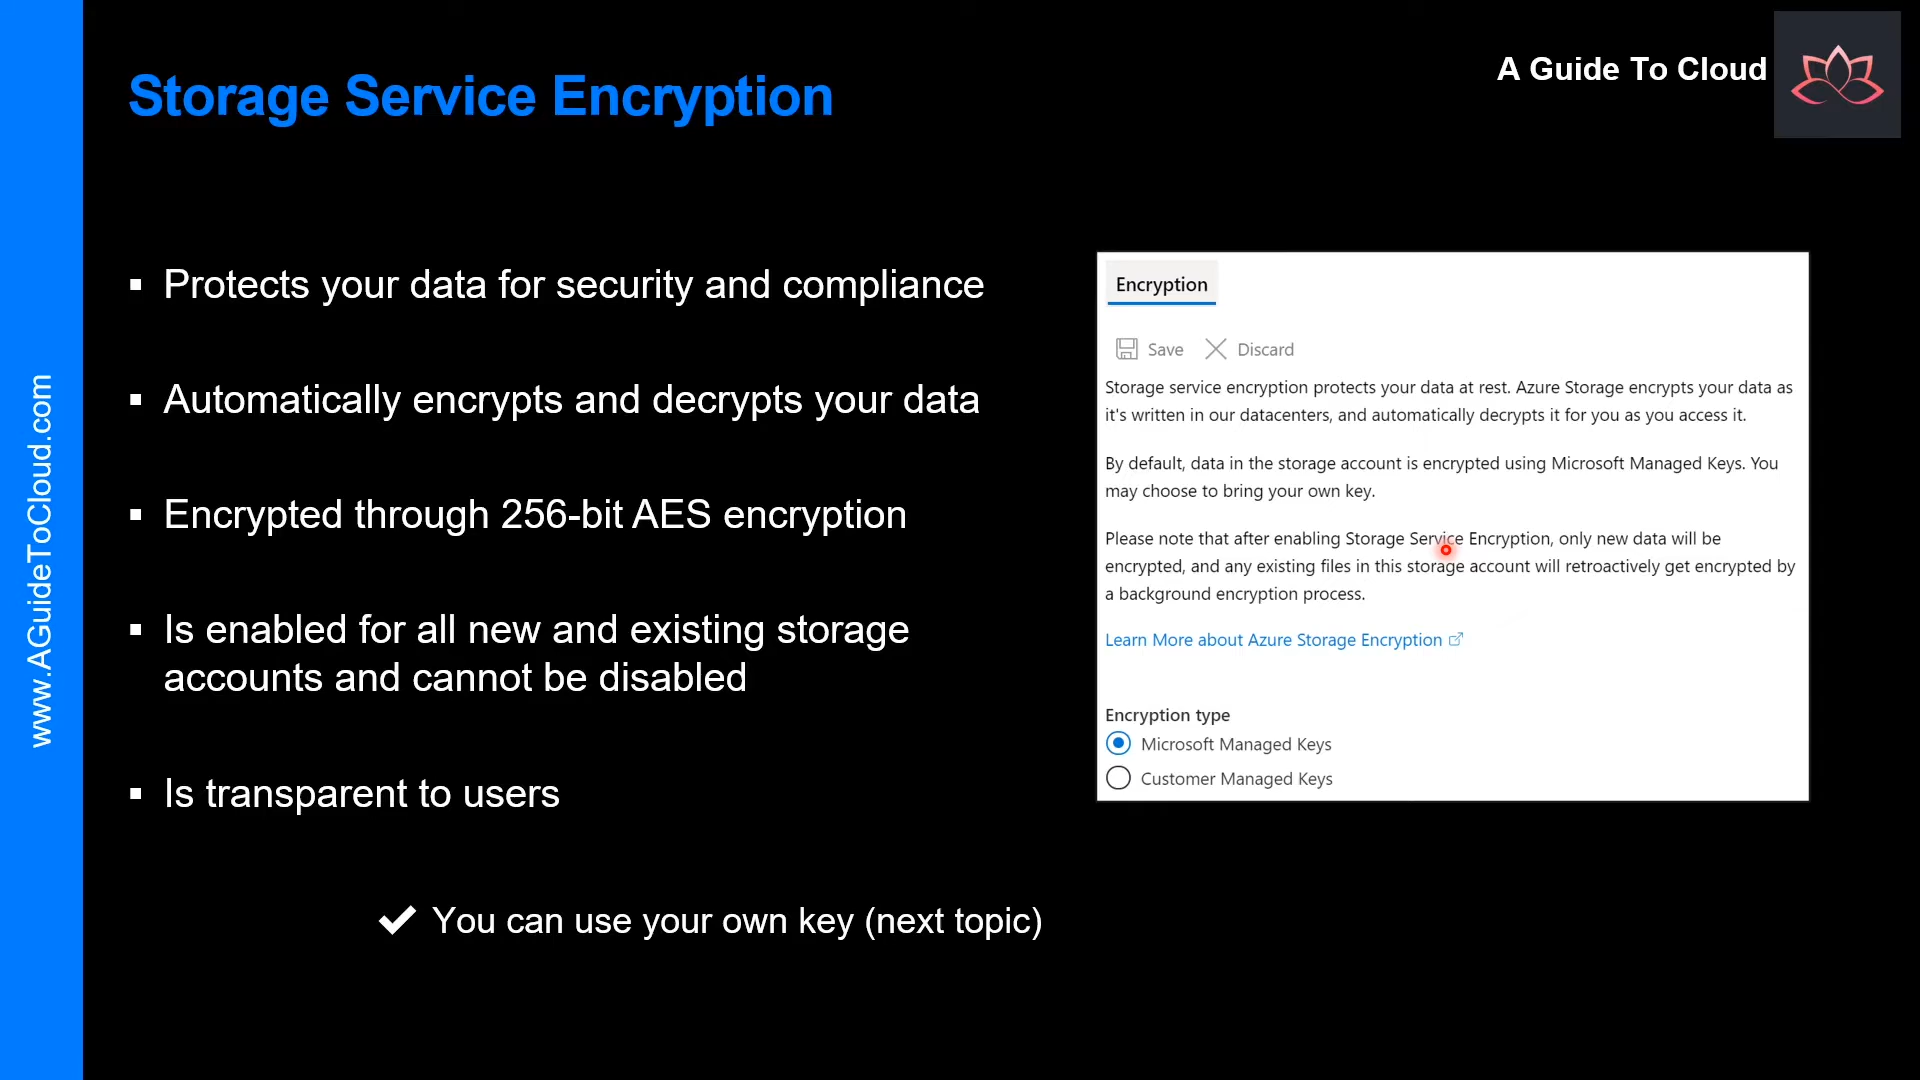 Storage Service Encryption
A Guide To Cloud
www.AGuideToCloud.com
▪ Protects your data for security and compliance
▪ Automatically encrypts and decrypts your data
▪ Encrypted through 256-bit AES encryption
▪ Is enabled for all new and existing storage
accounts and cannot be disabled
▪ Is transparent to users
✔ You can use your own key (next topic)
Encryption
Save Discard
Storage service encryption protects your data at rest. Azure Storage encrypts your data as
it's written in our datacenters, and automatically decrypts it for you as you access it.
By default, data in the storage account is encrypted using Microsoft Managed Keys. You
may choose to bring your own key.
Please note that after enabling Storage Service Encryption, only new data will be
encrypted, and any existing files in this storage account will retroactively get encrypted by
a background encryption process.
Learn More about Azure Storage Encryption
Encryption type
Microsoft Managed Keys
Customer Managed Keys